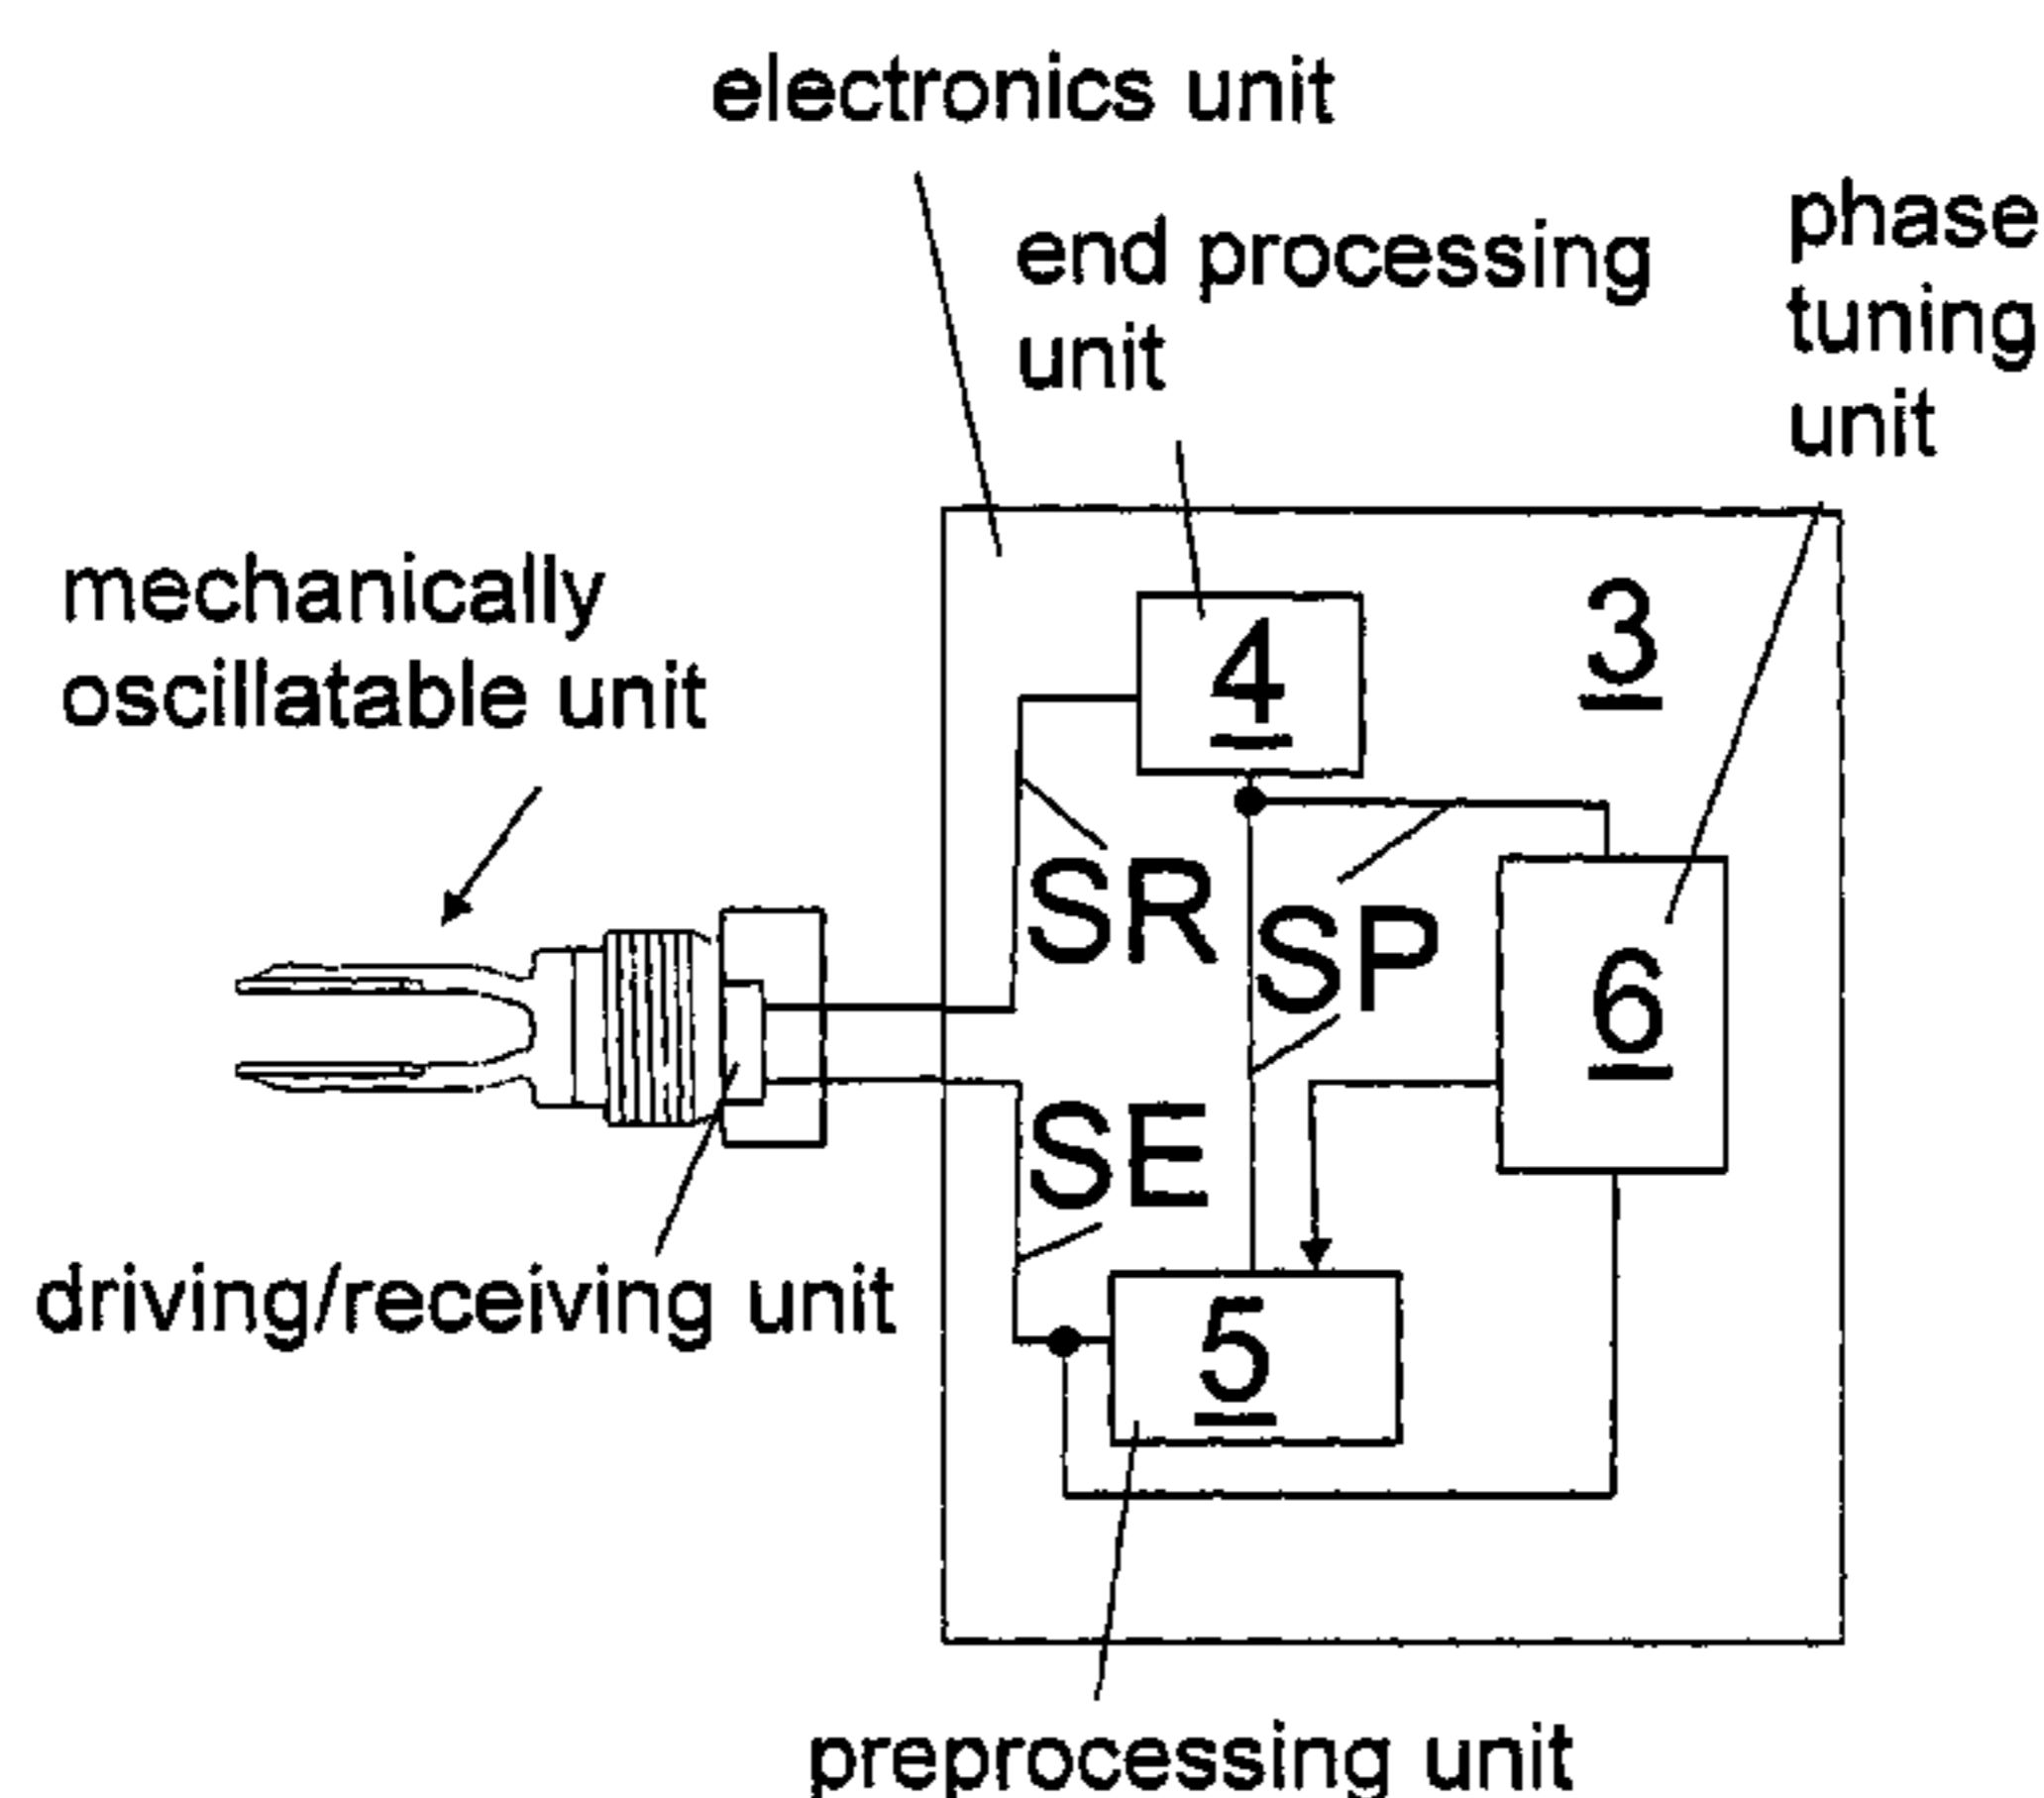 electronics unit
end processing
unit
phase
tuning
unit
mechanically
oscillatable unit
3
4
SR
SP
6
SE
driving/receiving unit
5
preprocessing unit